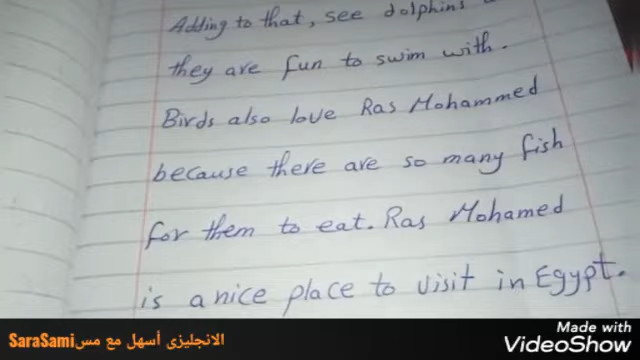 Adding to that, see dolphins
they are fun to swim with.
Birds also love Ras Mohammed
because there are so many fish
for them to eat. Ras Mohamed
is a nice place to visit in Egypt.
الانجليزى أسهل مع مس SaraSami
Made with
VideoShow